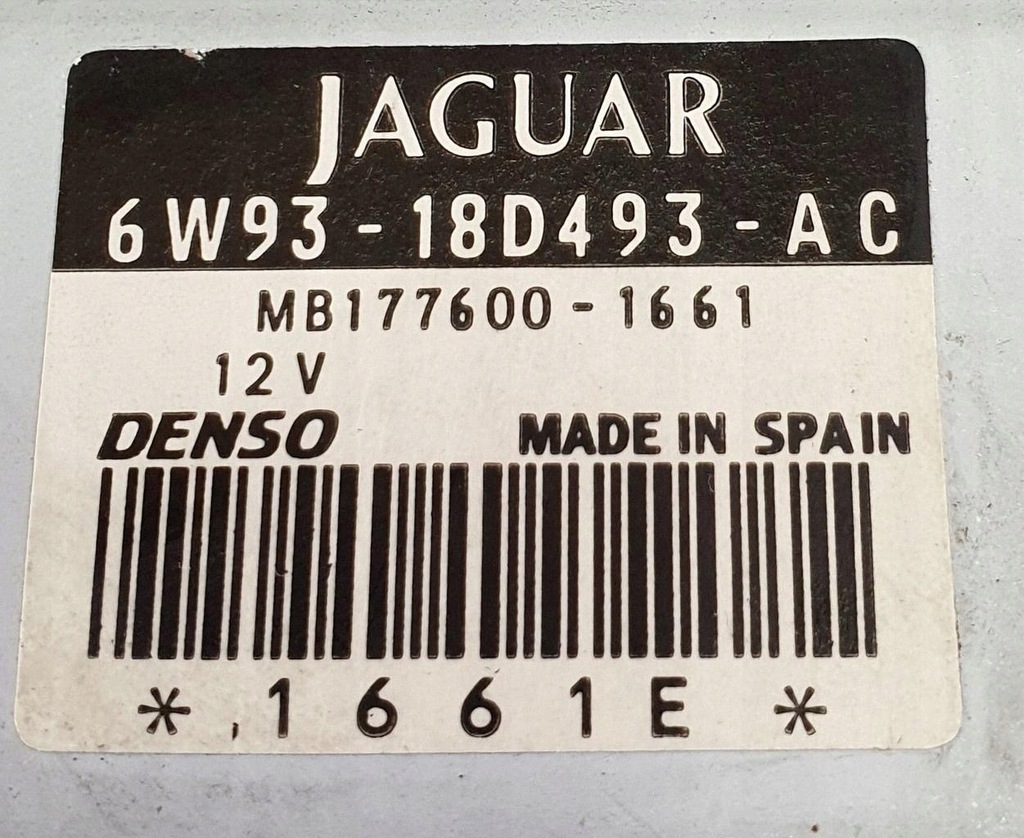 JAGUAR
6W93-18D493-AC
MB177600-1661
12V
DENSO MADE IN SPAIN
*1661E*